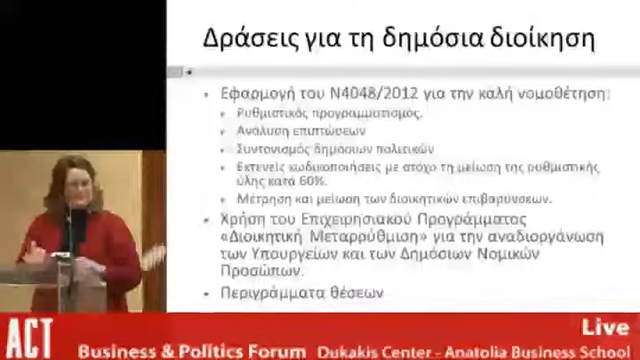 Δράσεις για τη δημόσια διοίκηση
Εφαρμογή του Ν4048/2012 για την καλή νομοθέτηση:
Ρυθμιστικός προγραμματισμός.
Ανάλυση επιπτώσεων
Συντονισμός δημόσιων πολιτικών
Εκτενείς κωδικοποιήσεις με στόχο τη μείωση της ρυθμιστικής
ύλης κατά 60%.
Μέτρηση και μείωση των διοικητικών επιβαρύνσεων.
Χρήση του Επιχειρησιακού Προγράμματος
«Διοικητική Μεταρρύθμιση» για την αναδιοργάνωση
των Υπουργείων και των Δημόσιων Νομικών
Προσώπων.
Περιγράμματα θέσεων
Live
ACT
Business & Politics Forum Dukakis Center - Anatolia Business School